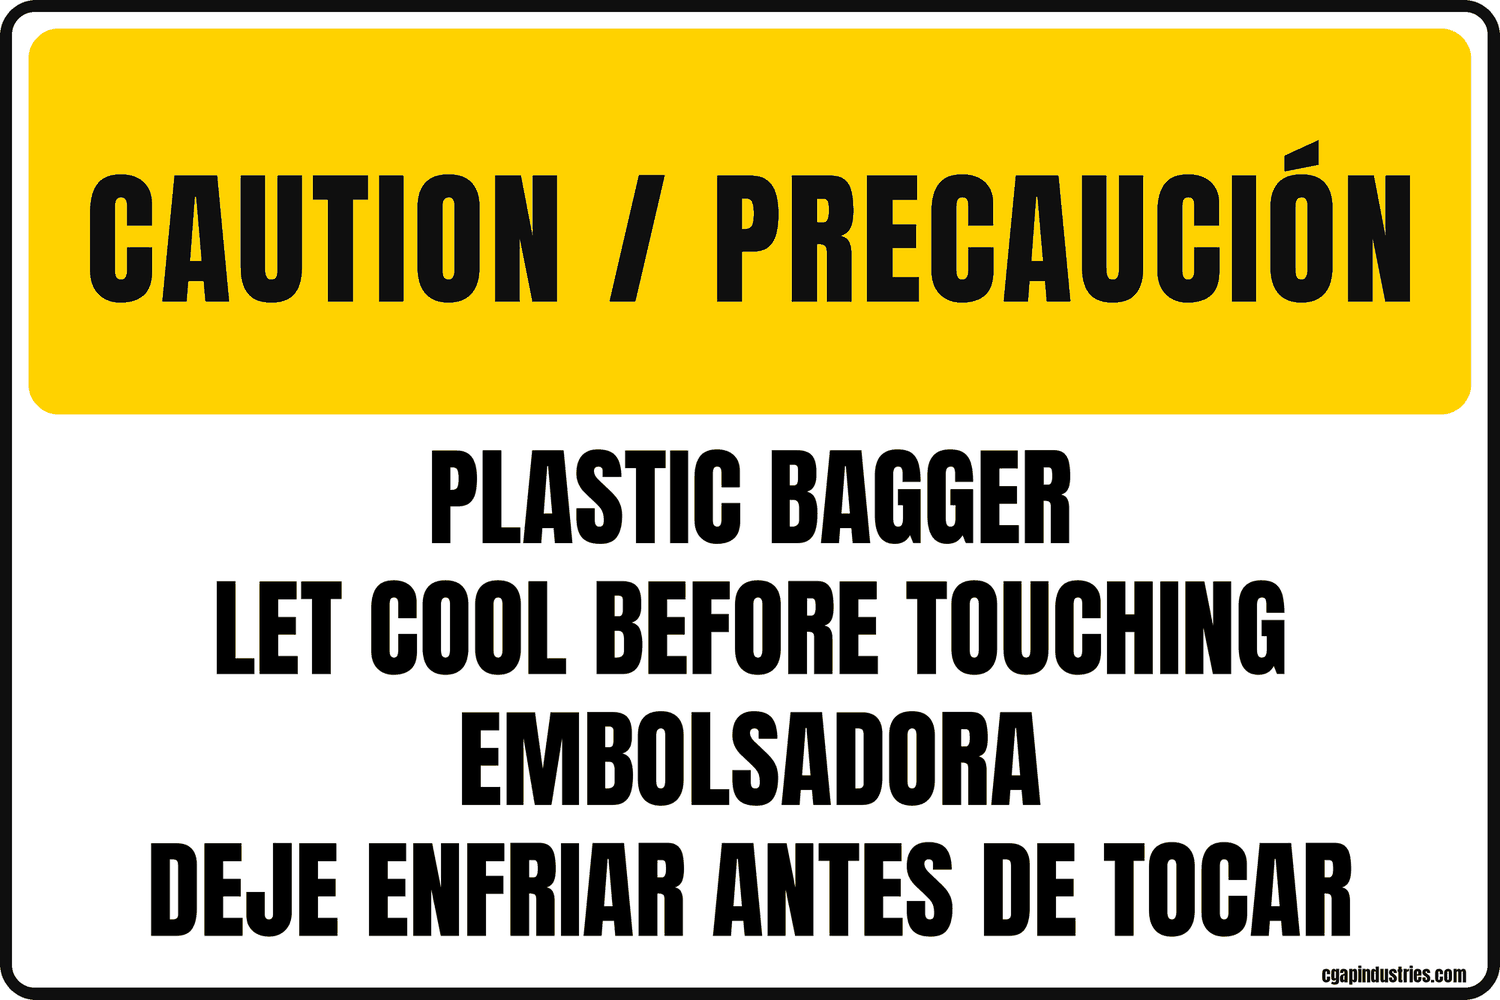 CAUTION / PRECAUCIÓN
PLASTIC BAGGER
LET COOL BEFORE TOUCHING
EMBOLSADORA
DEJE ENFRIAR ANTES DE TOCAR
cgapindustries.com